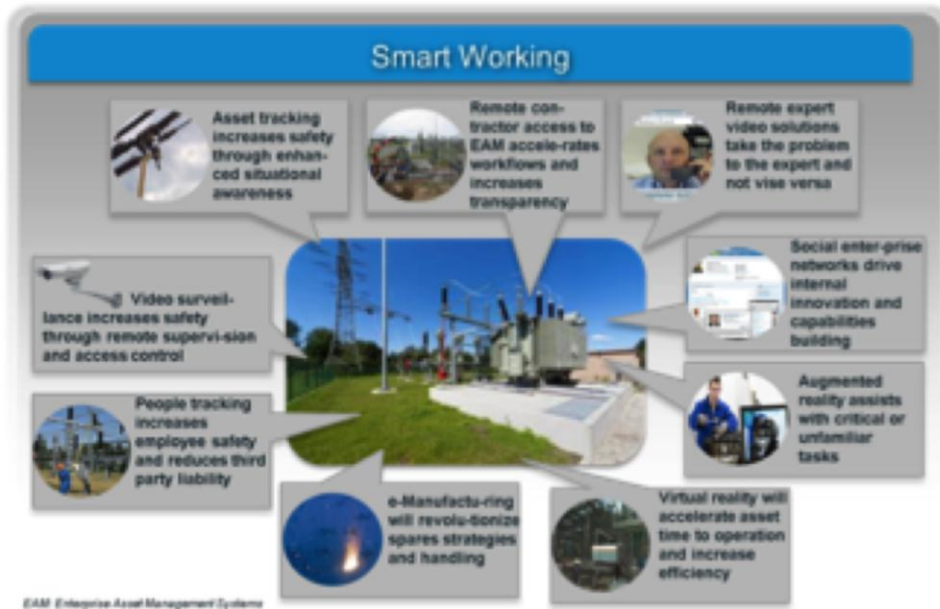 Smart Working
Asset tracking
increases safety
through enhan-
ced situational
awareness
Remote con-
tractor access to
EAM accele-rates
workflows and
increases
transparency
Remote expert
video solutions
take the problem
to the expert and
not vise versa
Video surveil-
lance increases safety
through remote supervi-sion
and access control
Social enter-prise
networks drive
internal
innovation and
capabilities
building
People tracking
increases
employee safety
and reduces third
party liability
Augmented
reality assists
with critical or
unfamiliar
tasks
e-Manufactu-ring
will revolu-tionize
spares strategies
and handling
Virtual reality will
accelerate asset
time to operation
and increase
efficiency
EAM: Enterprise Asset Management Systems